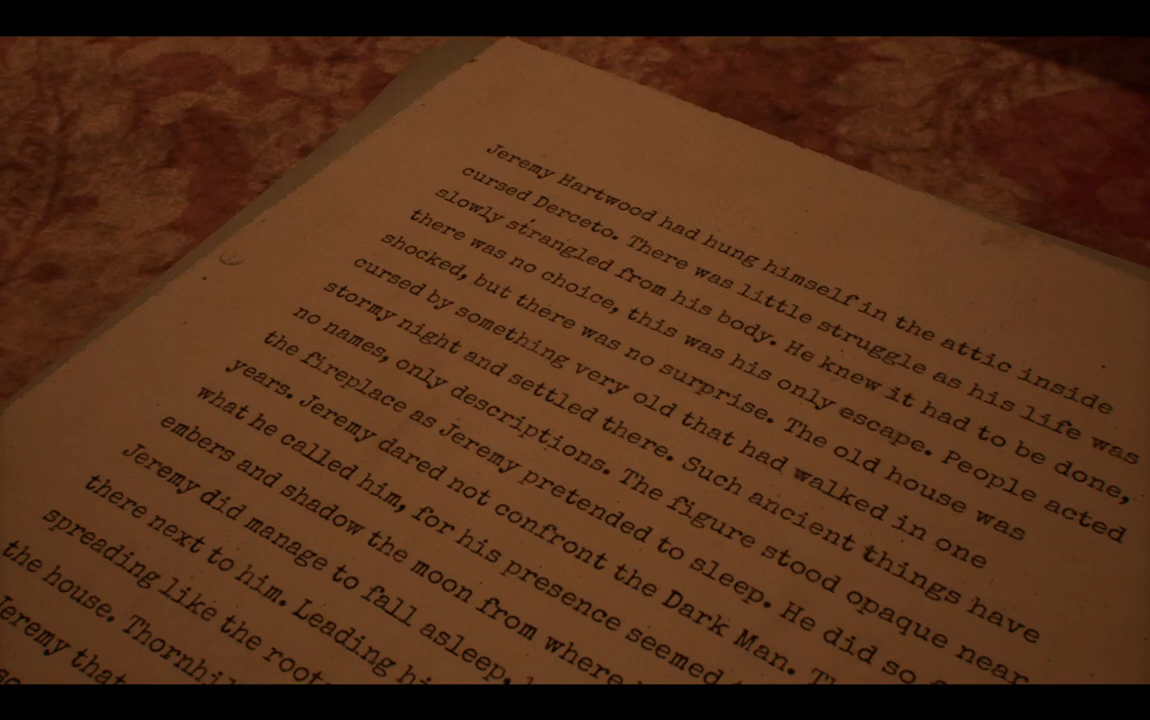 Jeremy Hartwood had hung himself in the attic inside
cursed Derceto. There was little struggle as his life was
slowly strangled from his body. He knew it had to be done,
there was no choice, this was his only escape. People acted
shocked, but there was no surprise. The old house was
cursed by something very old that had walked in one
stormy night and settled there. Such ancient things have
no names, only descriptions. The figure stood opaque near
the fireplace as Jeremy pretended to sleep. He did so
years. Jeremy dared not confront the Dark Man.
what he called him, for his presence seemed
embers and shadow the moon from where
Jeremy did manage to fall asleep,
there next to him. Leading
spreading like the roots
the house.
Jeremy that